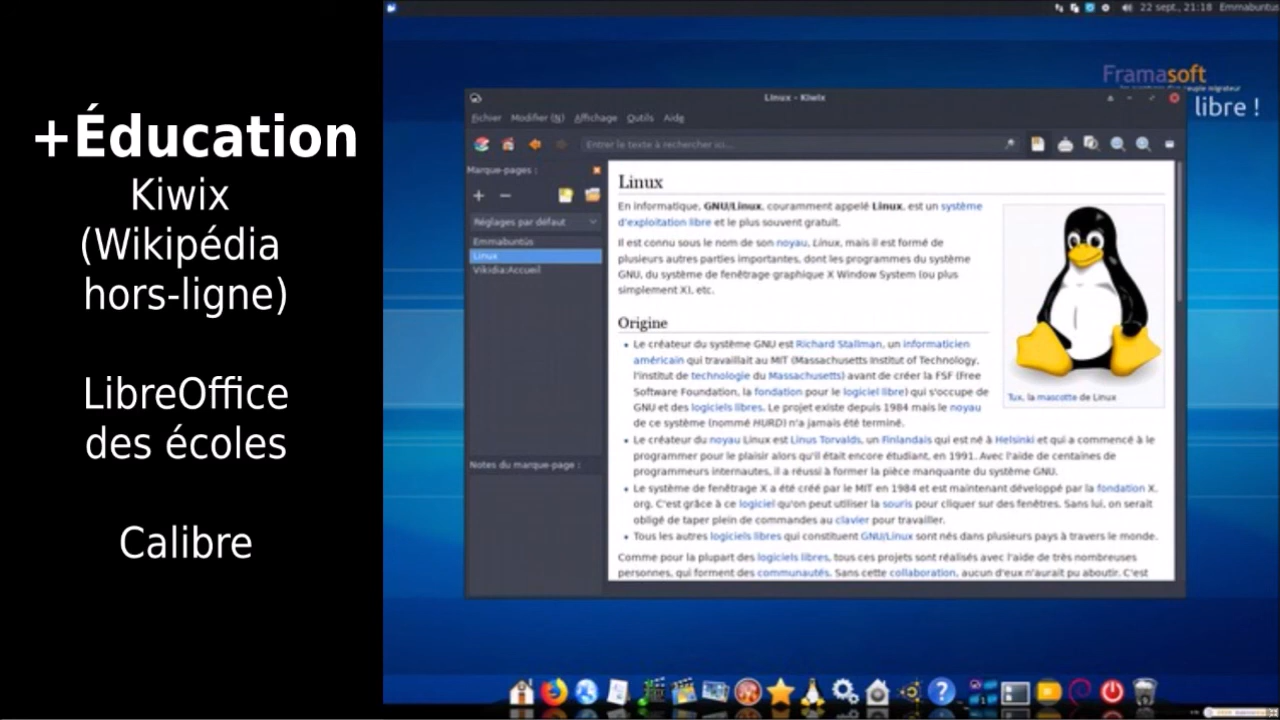 +Éducation
Kiwix
(Wikipédia
hors-ligne)
LibreOffice
des écoles
Calibre
22 sept., 21:18 Emmabuntus
Framasoft
libre !
Linux - Kiwix
Fichier Modifier (N) Affichage Outils Aide
Entrer le texte à rechercher ici...
Marque-pages :
Réglages par défaut
Emmabuntüs
Linux
Vikidia:Accueil
Notes du marque-page :
Linux
En informatique, GNU/Linux, couramment appelé Linux, est un système
d'exploitation libre et le plus souvent gratuit.
Il est connu sous le nom de son noyau, Linux, mais il est formé de
plusieurs autres parties importantes, dont les programmes du système
GNU, du système de fenêtrage graphique X Window System (ou plus
simplement X), etc.
Origine
Le créateur du système GNU est Richard Stallman, un informaticien
américain qui travaillait au MIT (Massachusetts Institut of Technology,
l'institut de technologie du Massachusetts) avant de créer la FSF (Free
Software Foundation, la fondation pour le logiciel libre) qui s'occupe de
GNU et des logiciels libres. Le projet existe depuis 1984 mais le noyau
de ce système (nommé HURD) n'a jamais été terminé.
Tux, la mascotte de Linux
Le créateur du noyau Linux est Linus Torvalds, un Finlandais qui est né à Helsinki et qui a commencé à le
programmer pour le plaisir alors qu'il était encore étudiant, en 1991. Avec l'aide de centaines de
programmeurs internautes, il a réussi à former la pièce manquante du système GNU.
Le système de fenêtrage X a été créé par le MIT en 1984 et est maintenant développé par la fondation X.
org. C'est grâce à ce logiciel qu'on peut utiliser la souris pour cliquer sur des fenêtres. Sans lui, on serait
obligé de taper plein de commandes au clavier pour travailler.
Tous les autres logiciels libres qui constituent GNU/Linux sont nés dans plusieurs pays à travers le monde.
Comme pour la plupart des logiciels libres, tous ces projets sont réalisés avec l'aide de très nombreuses
personnes, qui forment des communautés. Sans cette collaboration, aucun d'eux n'aurait pu aboutir. C'est